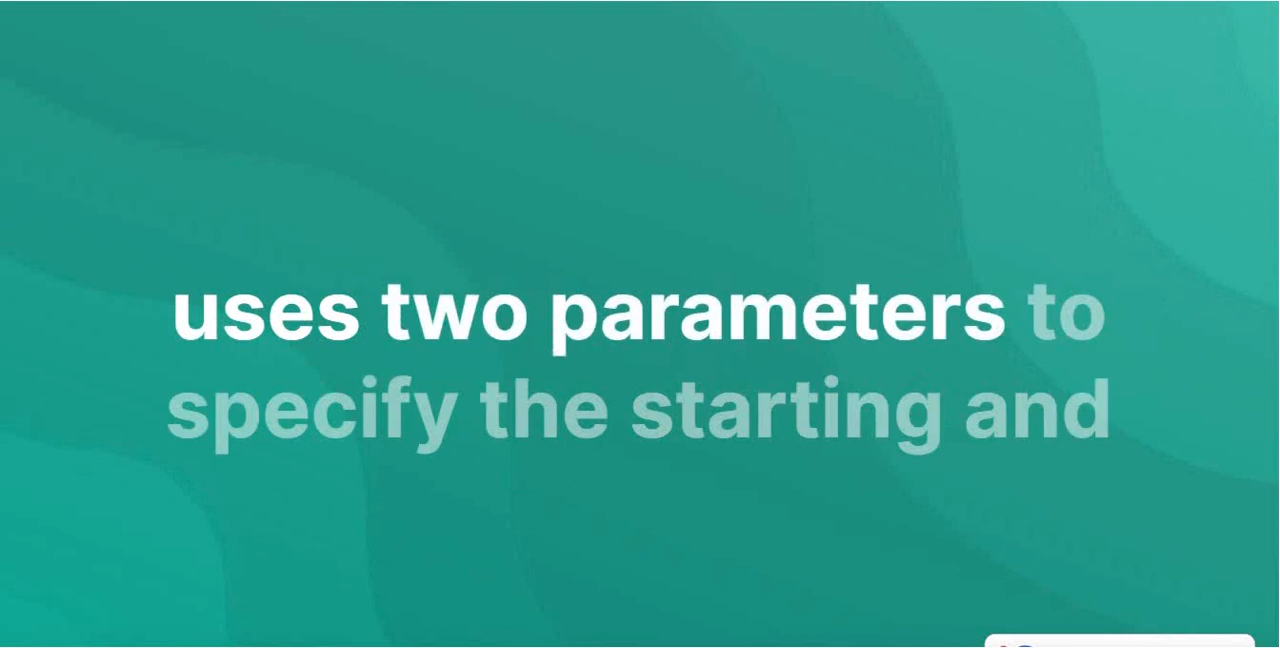 uses two parameters to
specify the starting and